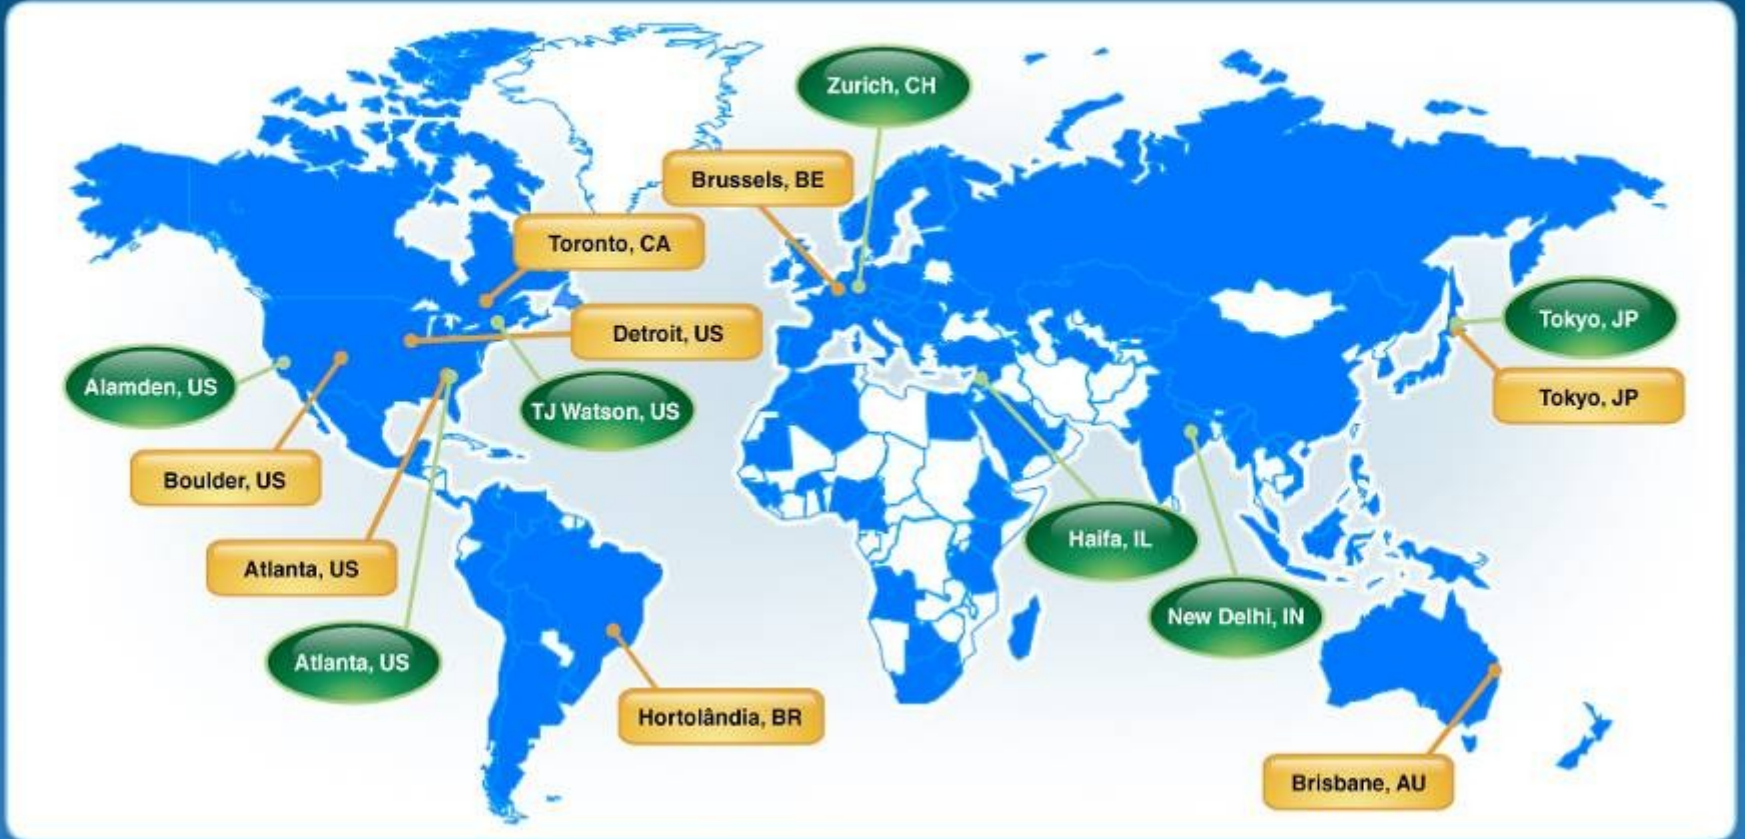 Zurich, CH
Brussels, BE
Toronto, CA
Tokyo, JP
Detroit, US
Alamden, US
TJ Watson, US
Tokyo, JP
Boulder, US
Haifa, IL
Atlanta, US
New Delhi, IN
Atlanta, US
Hortolândia, BR
Brisbane, AU